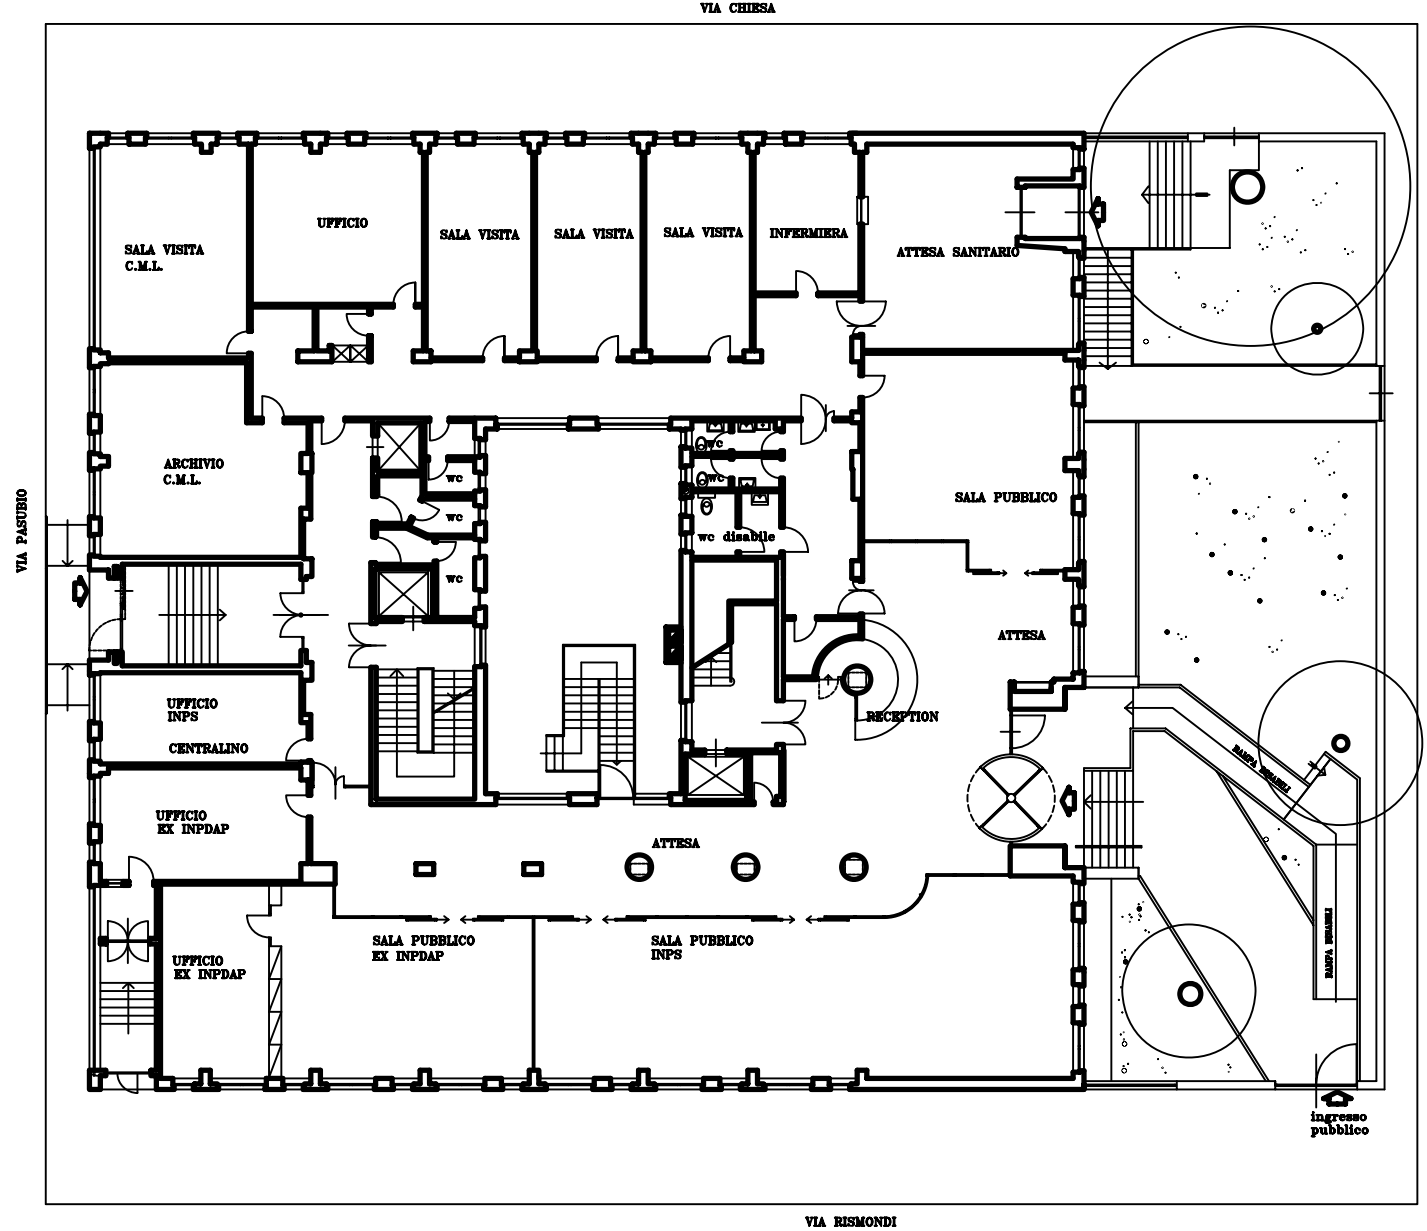 VIA CHIESA
UFFICIO
SALA VISITA
C.M.L.
SALA VISITA
SALA VISITA
SALA VISITA
INFERMIERA
ATTESA SANITARIO
ARCHIVIO
C.M.L.
wc
wc
wc
wc
wc
wc disabile
SALA PUBBLICO
VIA PASUBIO
ATTESA
UFFICIO
INPS
CENTRALINO
RECEPTION
RAMPA DISABILI
UFFICIO
EX INPDAP
ATTESA
SALA PUBBLICO
EX INPDAP
SALA PUBBLICO
INPS
UFFICIO
EX INPDAP
RAMPA DISABILI
ingresso
pubblico
VIA RISMONDI